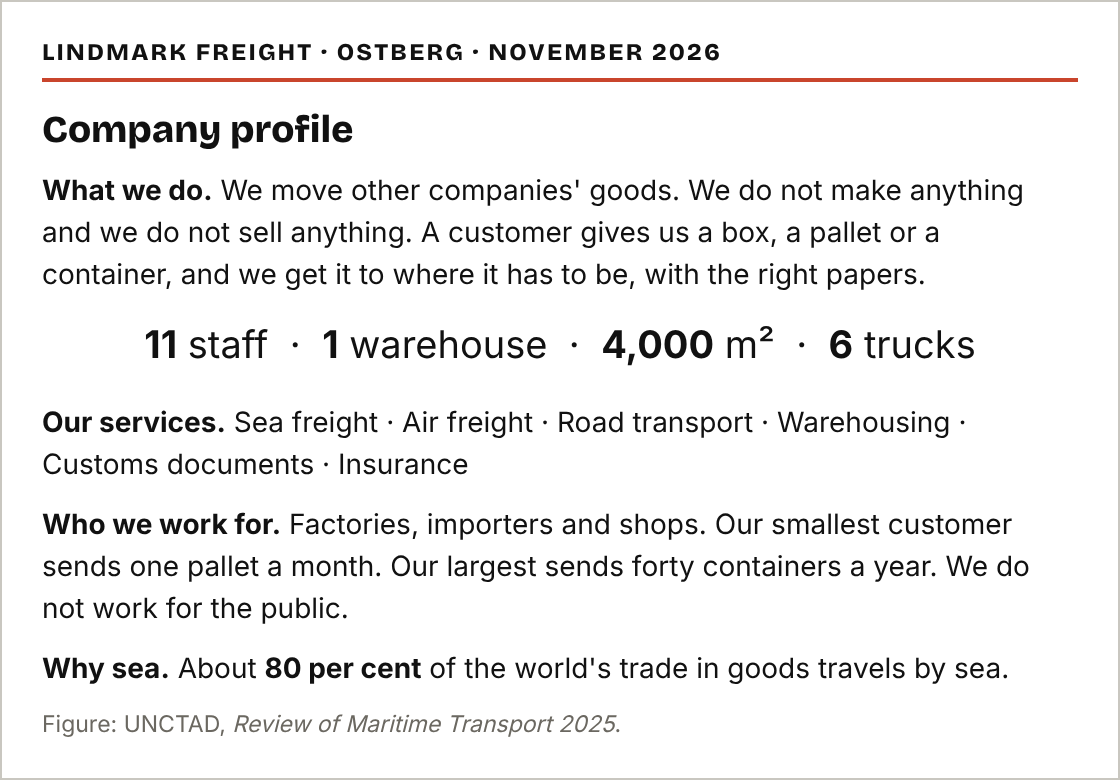 LINDMARK FREIGHT · OSTBERG · NOVEMBER 2026
Company profile
What we do. We move other companies' goods. We do not make anything
and we do not sell anything. A customer gives us a box, a pallet or a
container, and we get it to where it has to be, with the right papers.
11 staff · 1 warehouse · 4,000 m² · 6 trucks
Our services. Sea freight · Air freight · Road transport · Warehousing ·
Customs documents · Insurance
Who we work for. Factories, importers and shops. Our smallest customer
sends one pallet a month. Our largest sends forty containers a year. We do
not work for the public.
Why sea. About 80 per cent of the world's trade in goods travels by sea.
Figure: UNCTAD, Review of Maritime Transport 2025.